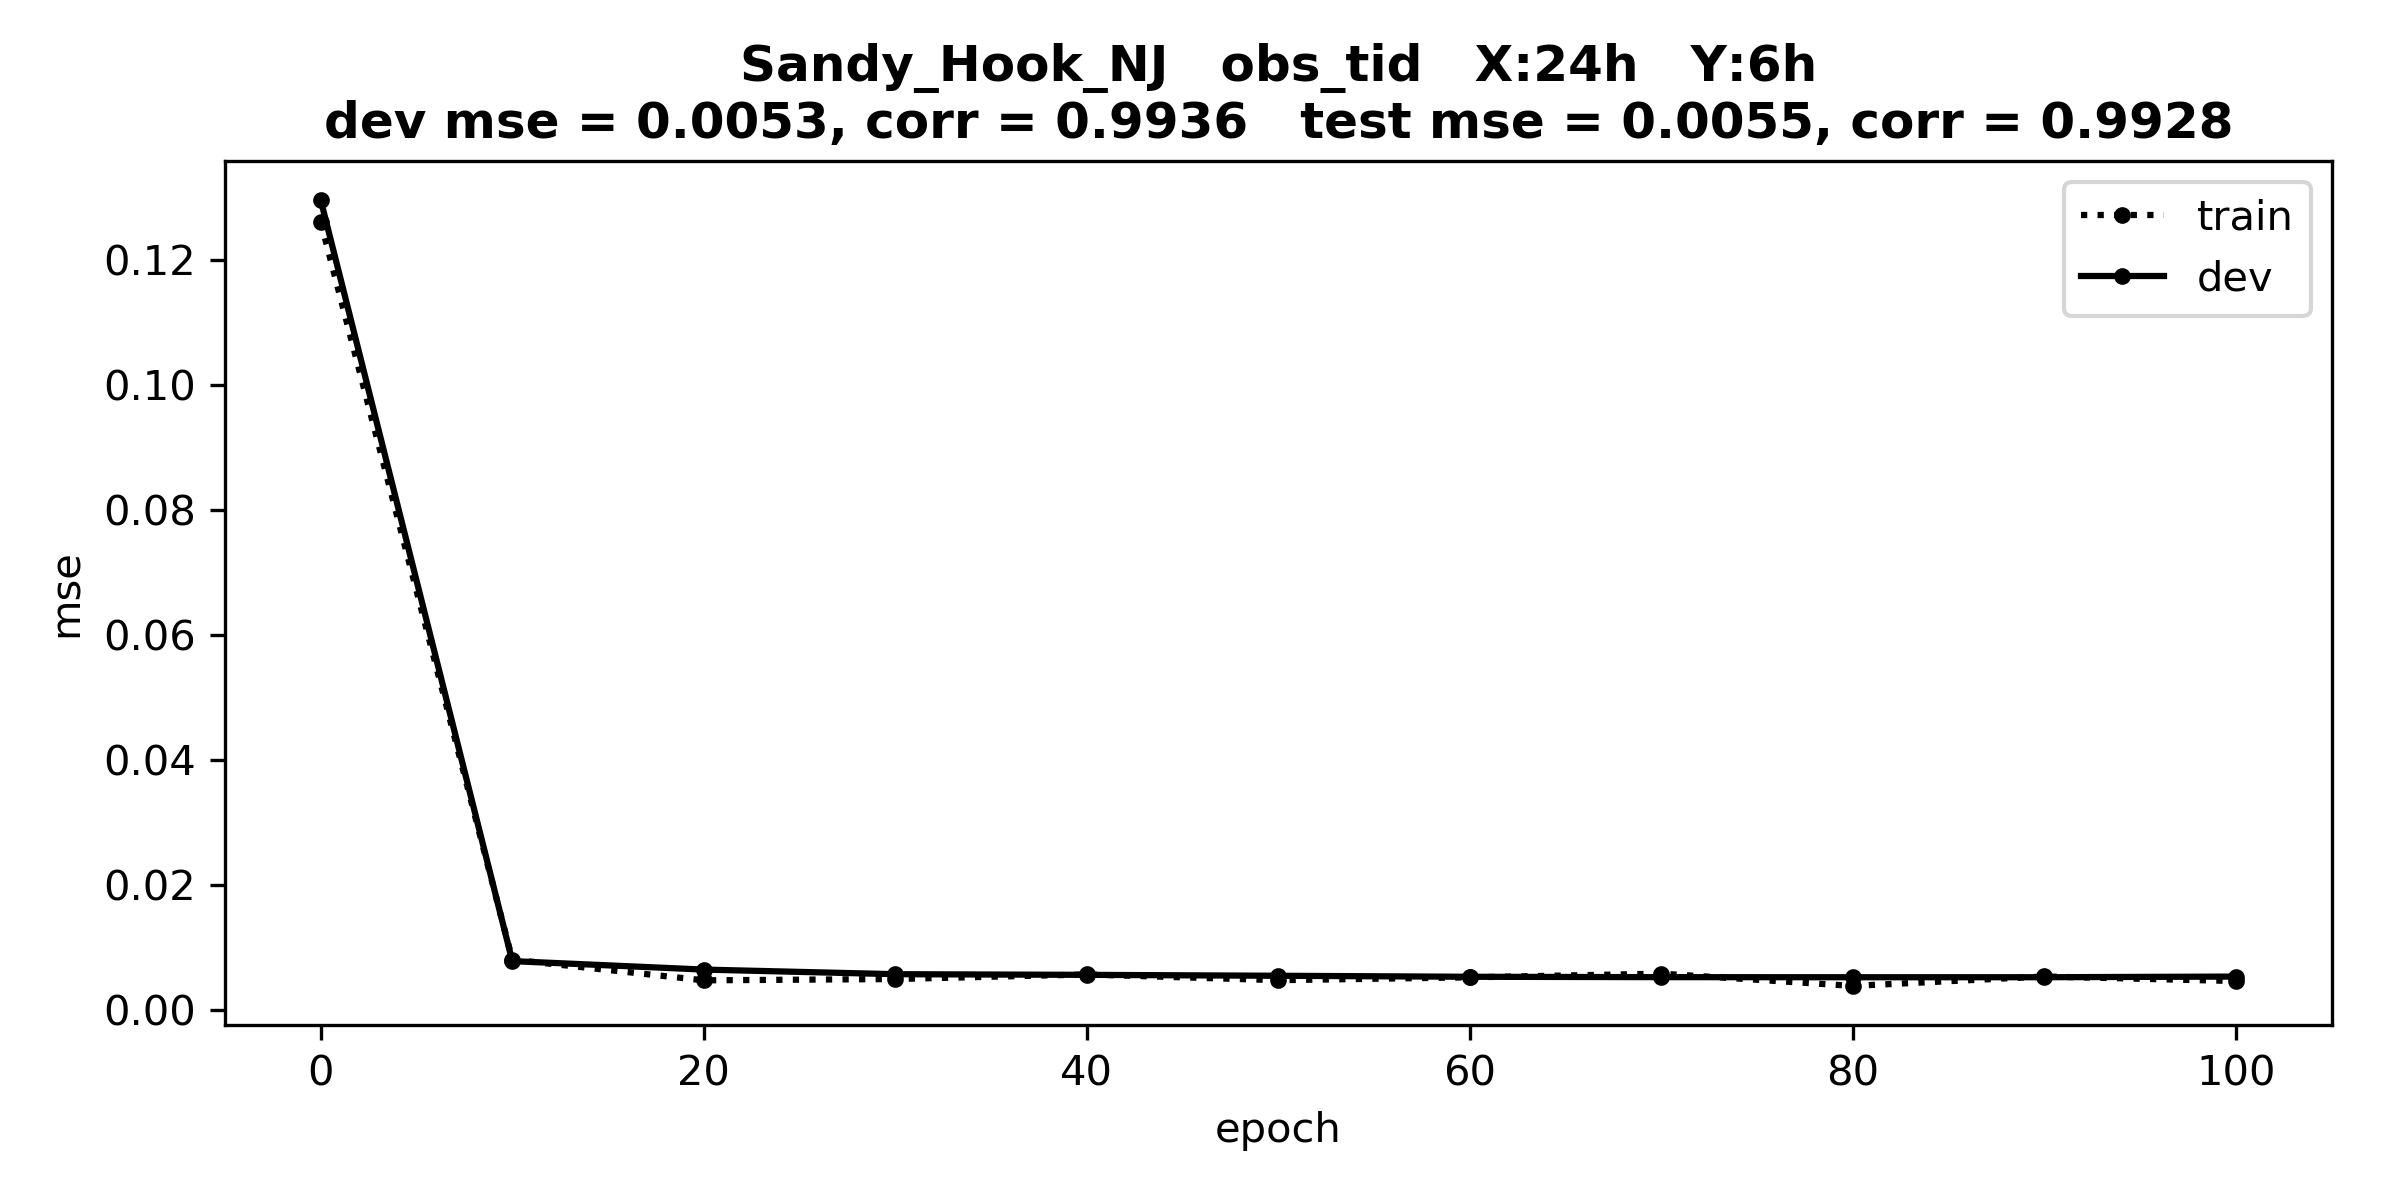 Sandy_Hook_NJ   obs_tid   X:24h   Y:6h
dev mse = 0.0053, corr = 0.9936   test mse = 0.0055, corr = 0.9928
train
dev
0.12
0.10
0.08
0.06
0.04
0.02
0.00
mse
0 20 40 60 80 100
epoch